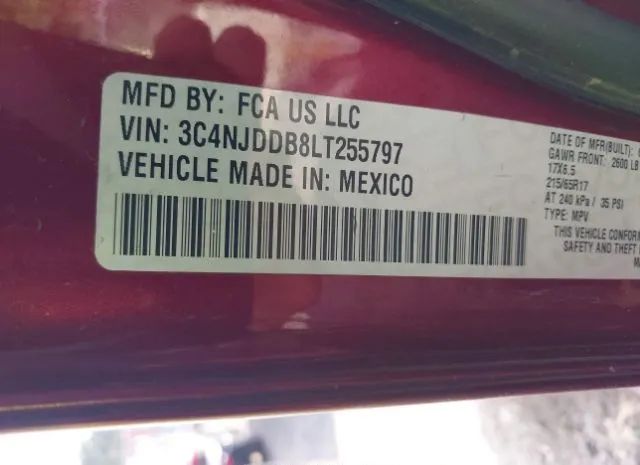 MFD BY: FCA US LLC
VIN: 3C4NJDDB8LT255797
VEHICLE MADE IN: MEXICO
DATE OF MFR(BUILT):
GAWR FRONT: 2600 LB
17X6.5
215/65R17
AT 240 kPa / 35 PSI
TYPE: MPV
THIS VEHICLE CONFORM
SAFETY AND THEFT